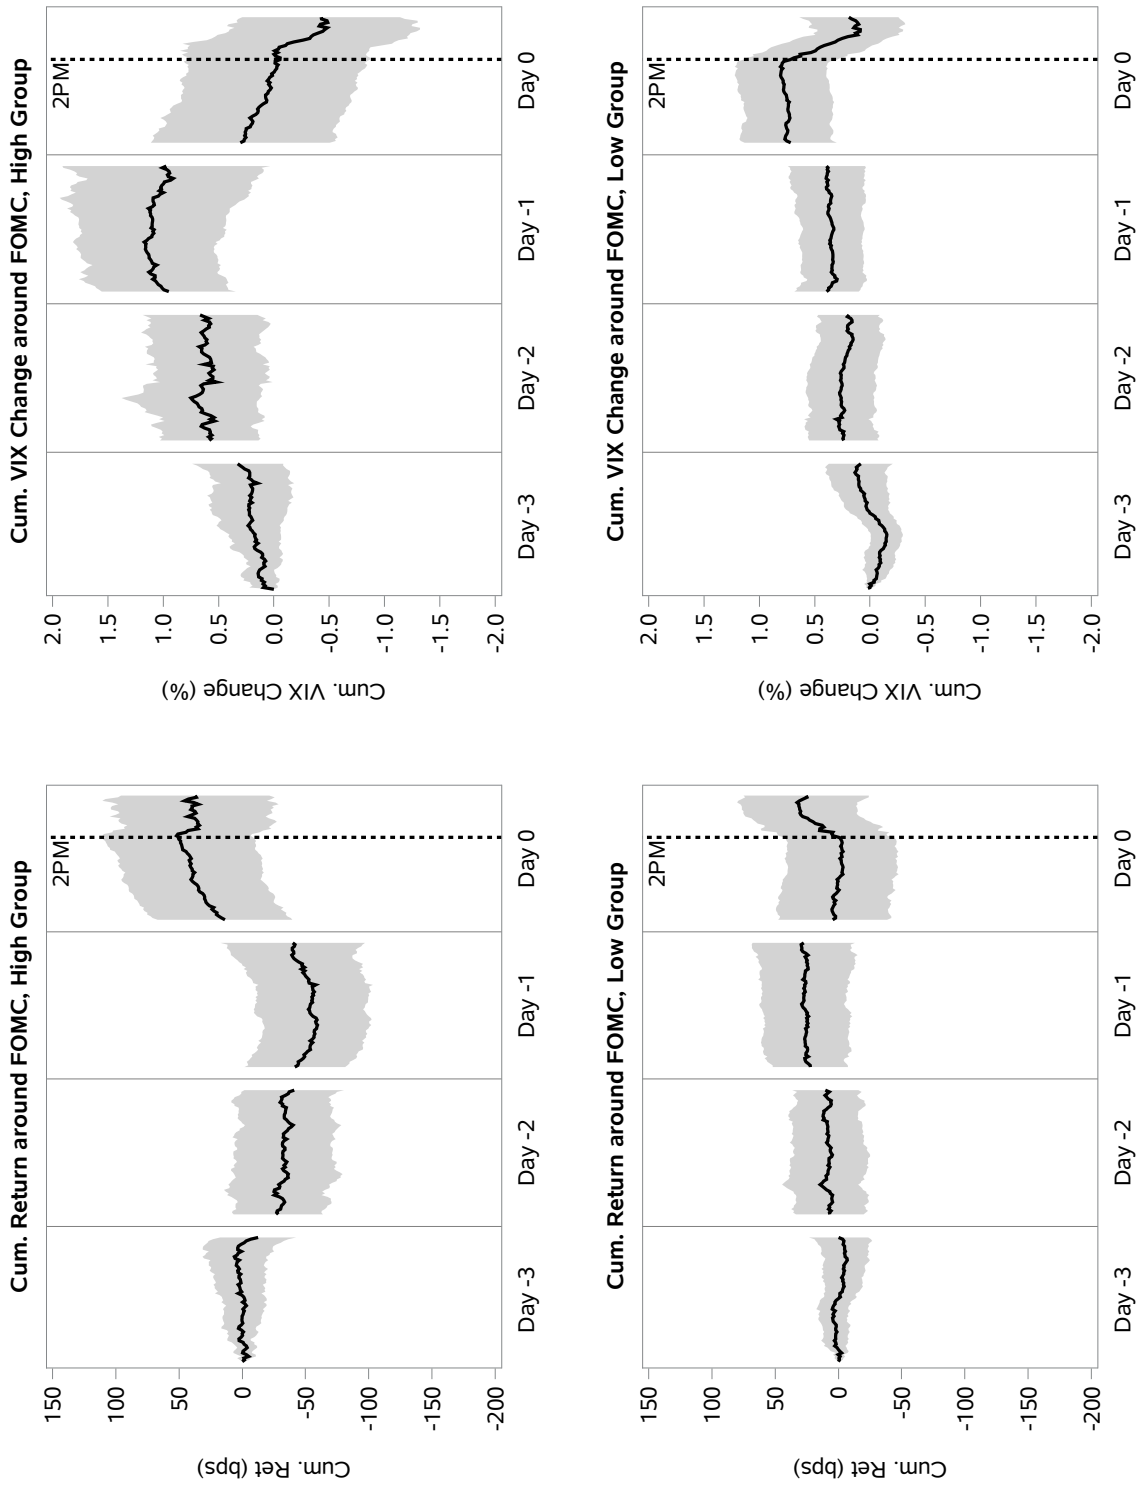 Cum. Return around FOMC, High Group
Cum. Ret (bps)
150
100
50
0
-50
-100
-150
-200
2PM
Day -3
Day -2
Day -1
Day 0
Cum. VIX Change around FOMC, High Group
Cum. VIX Change (%)
2.0
1.5
1.0
0.5
0.0
-0.5
-1.0
-1.5
-2.0
2PM
Day -3
Day -2
Day -1
Day 0
Cum. Return around FOMC, Low Group
Cum. Ret (bps)
150
100
50
0
-50
-100
-150
-200
2PM
Day -3
Day -2
Day -1
Day 0
Cum. VIX Change around FOMC, Low Group
Cum. VIX Change (%)
2.0
1.5
1.0
0.5
0.0
-0.5
-1.0
-1.5
-2.0
2PM
Day -3
Day -2
Day -1
Day 0